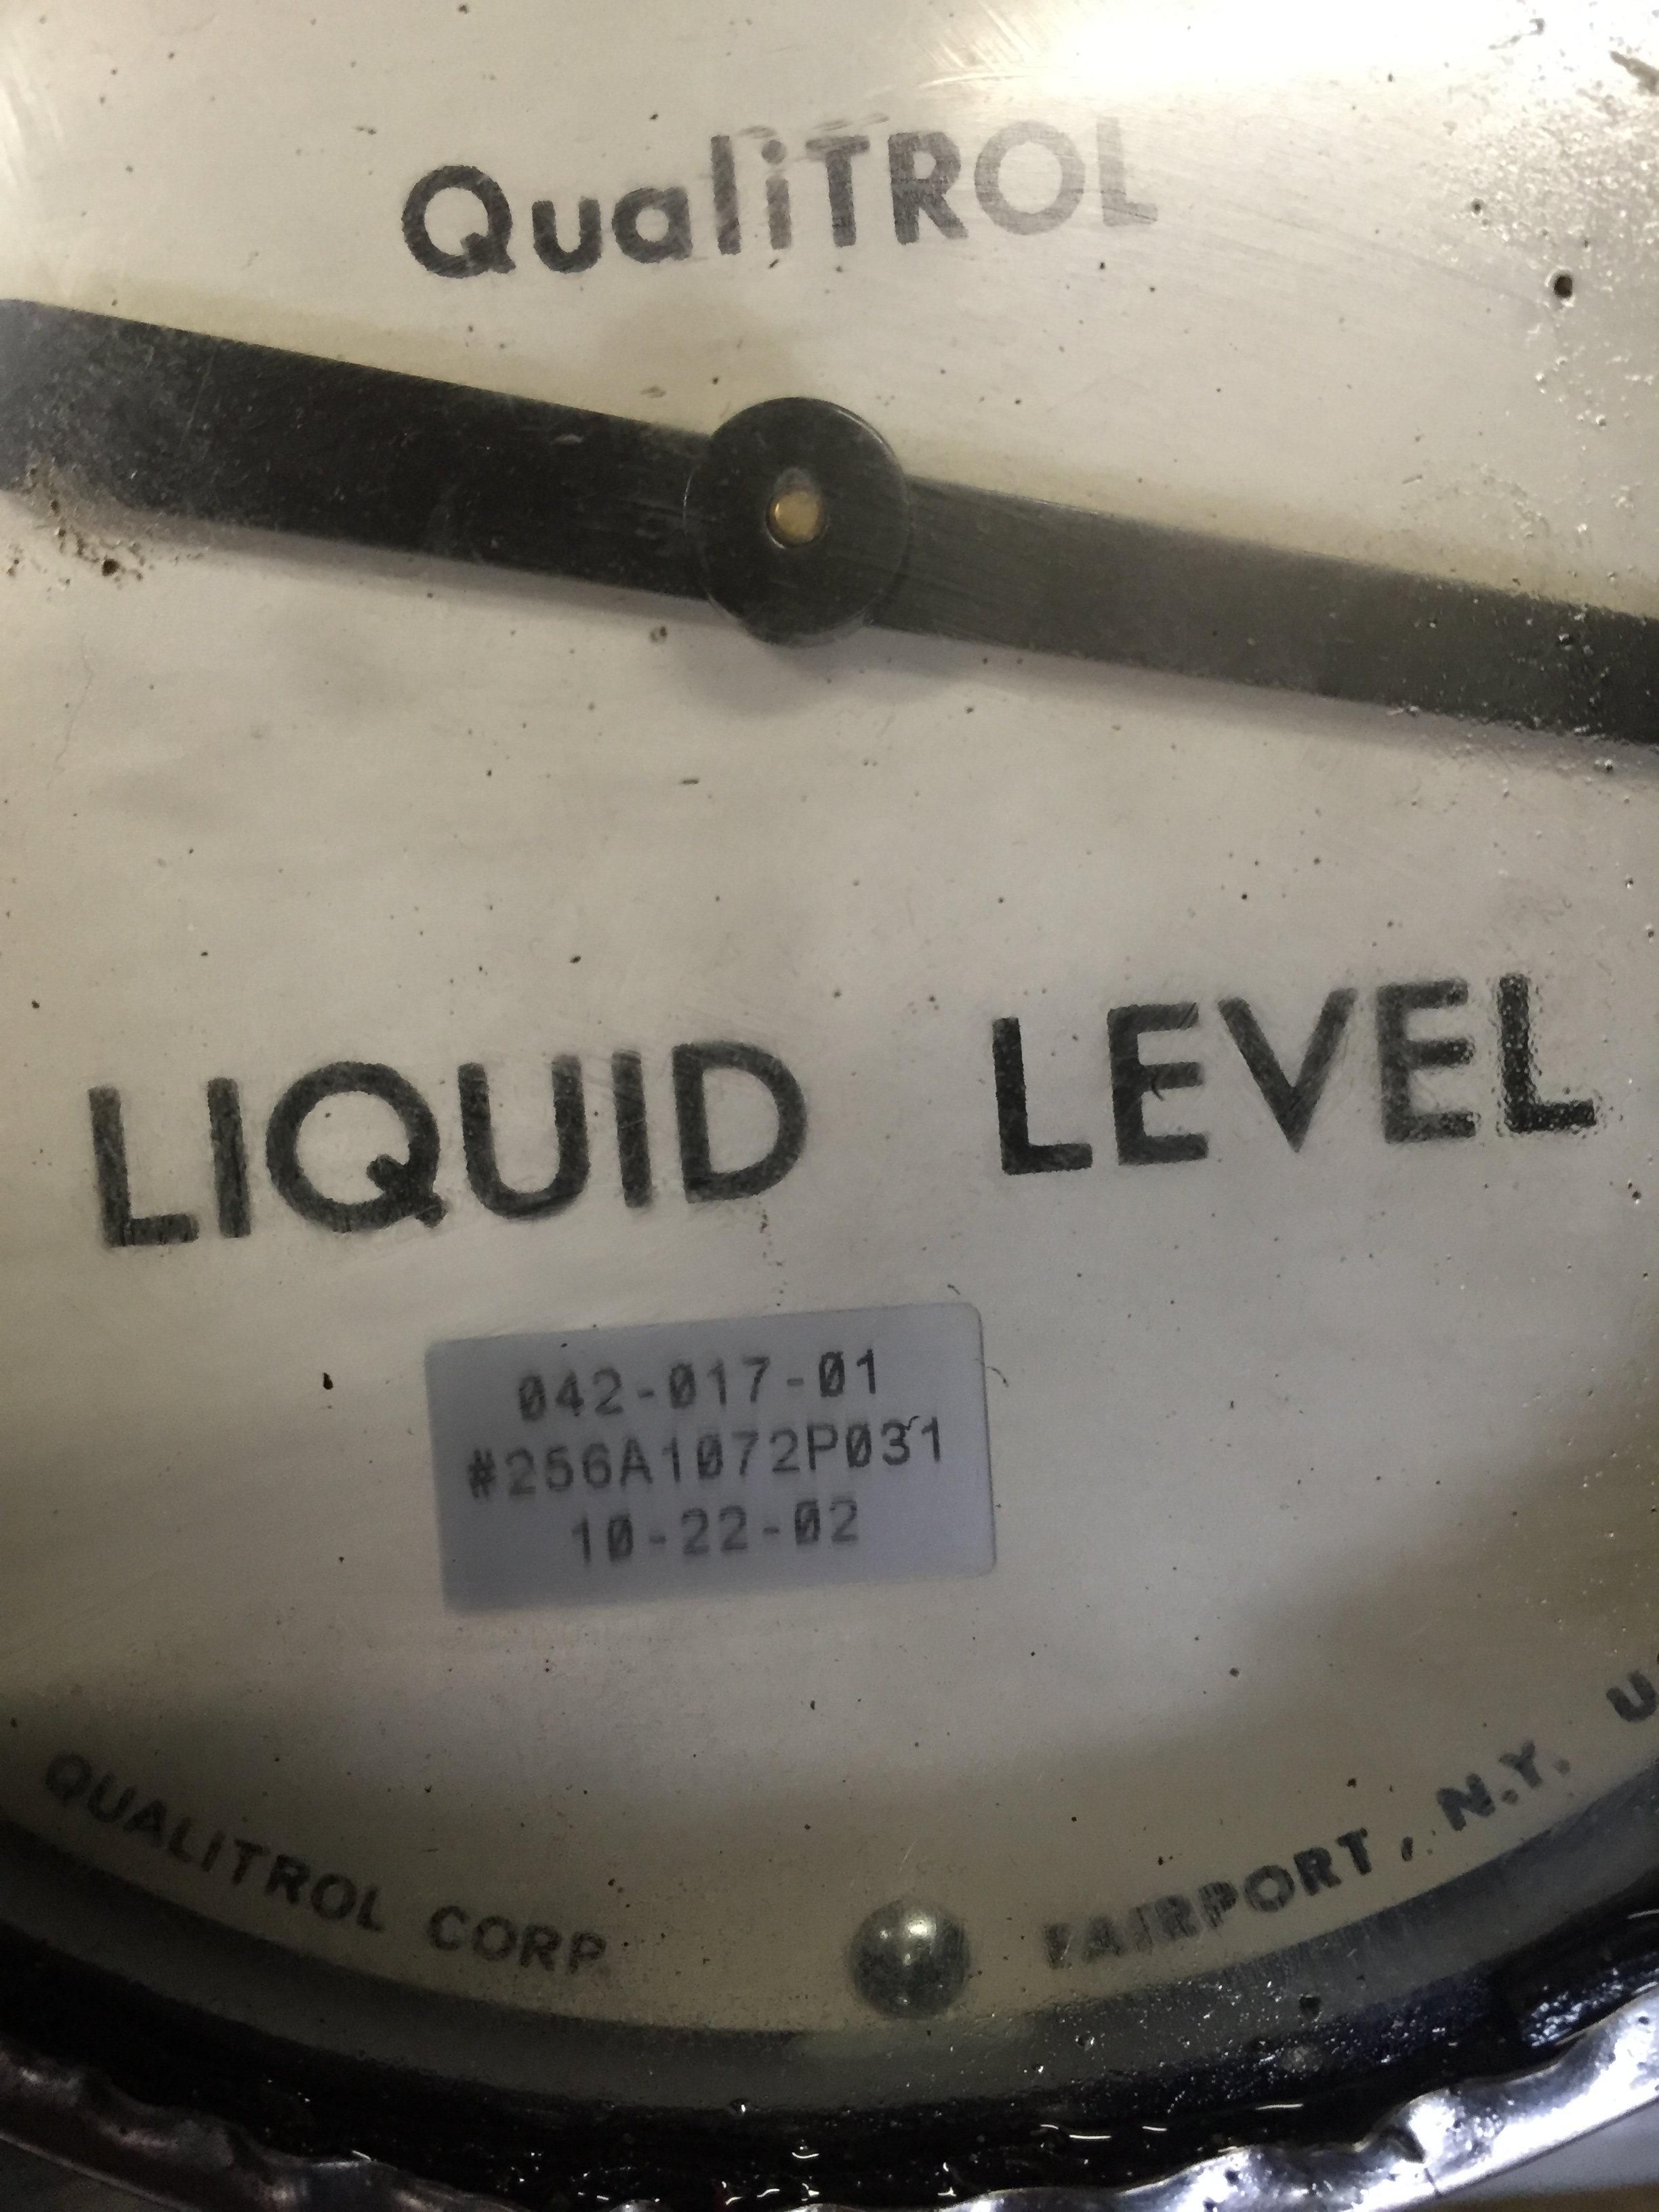 QualiTROL
LIQUID LEVEL
042-017-01
#256A1072P031
10-22-02
QUALITROL CORP. FAIRPORT, N.Y.